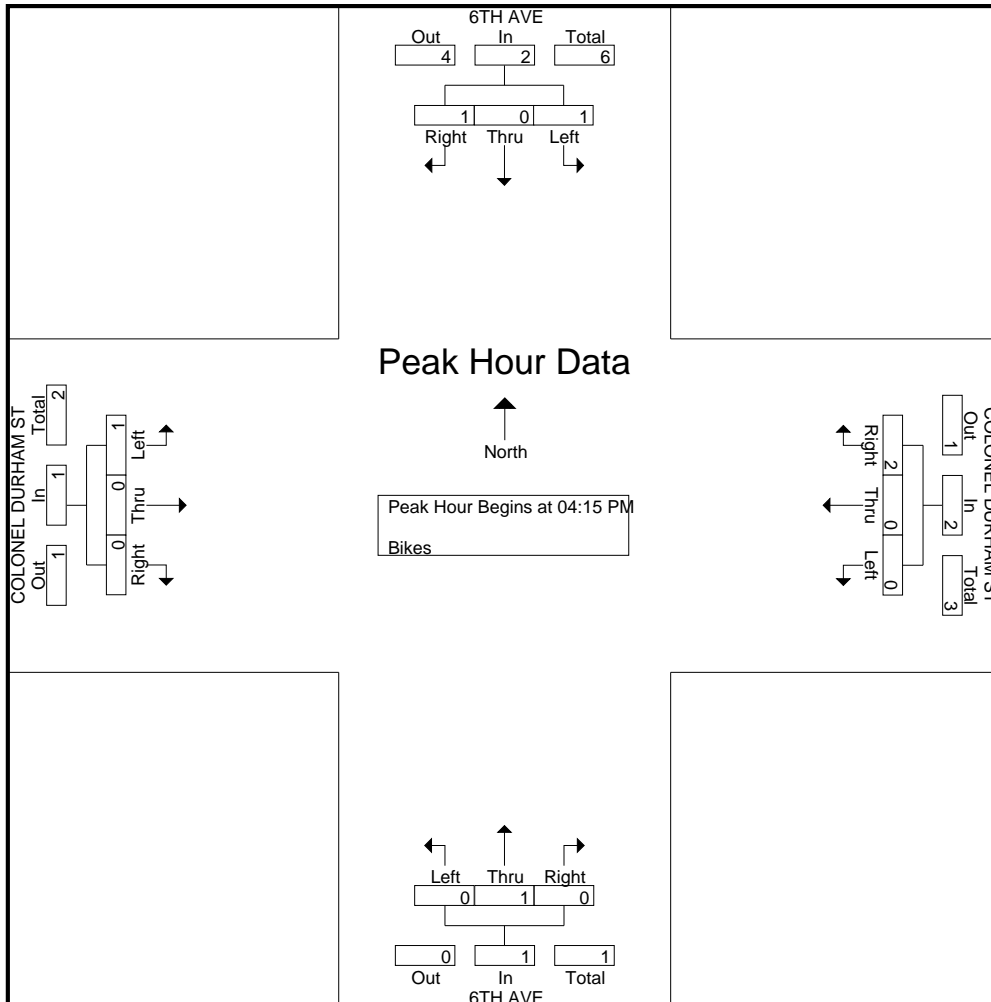 6TH AVE
Out In Total
4 2 6
1 0 1
Right Thru Left
Peak Hour Data
North
Peak Hour Begins at 04:15 PM
Bikes
COLONEL DURHAM ST
Out In Total
1 1 2
Left Thru Right
1 0 0
COLONEL DURHAM ST
Out In Total
1 2 3
Right Thru Left
2 0 0
Left Thru Right
0 1 0
0 1 1
Out In Total
6TH AVE